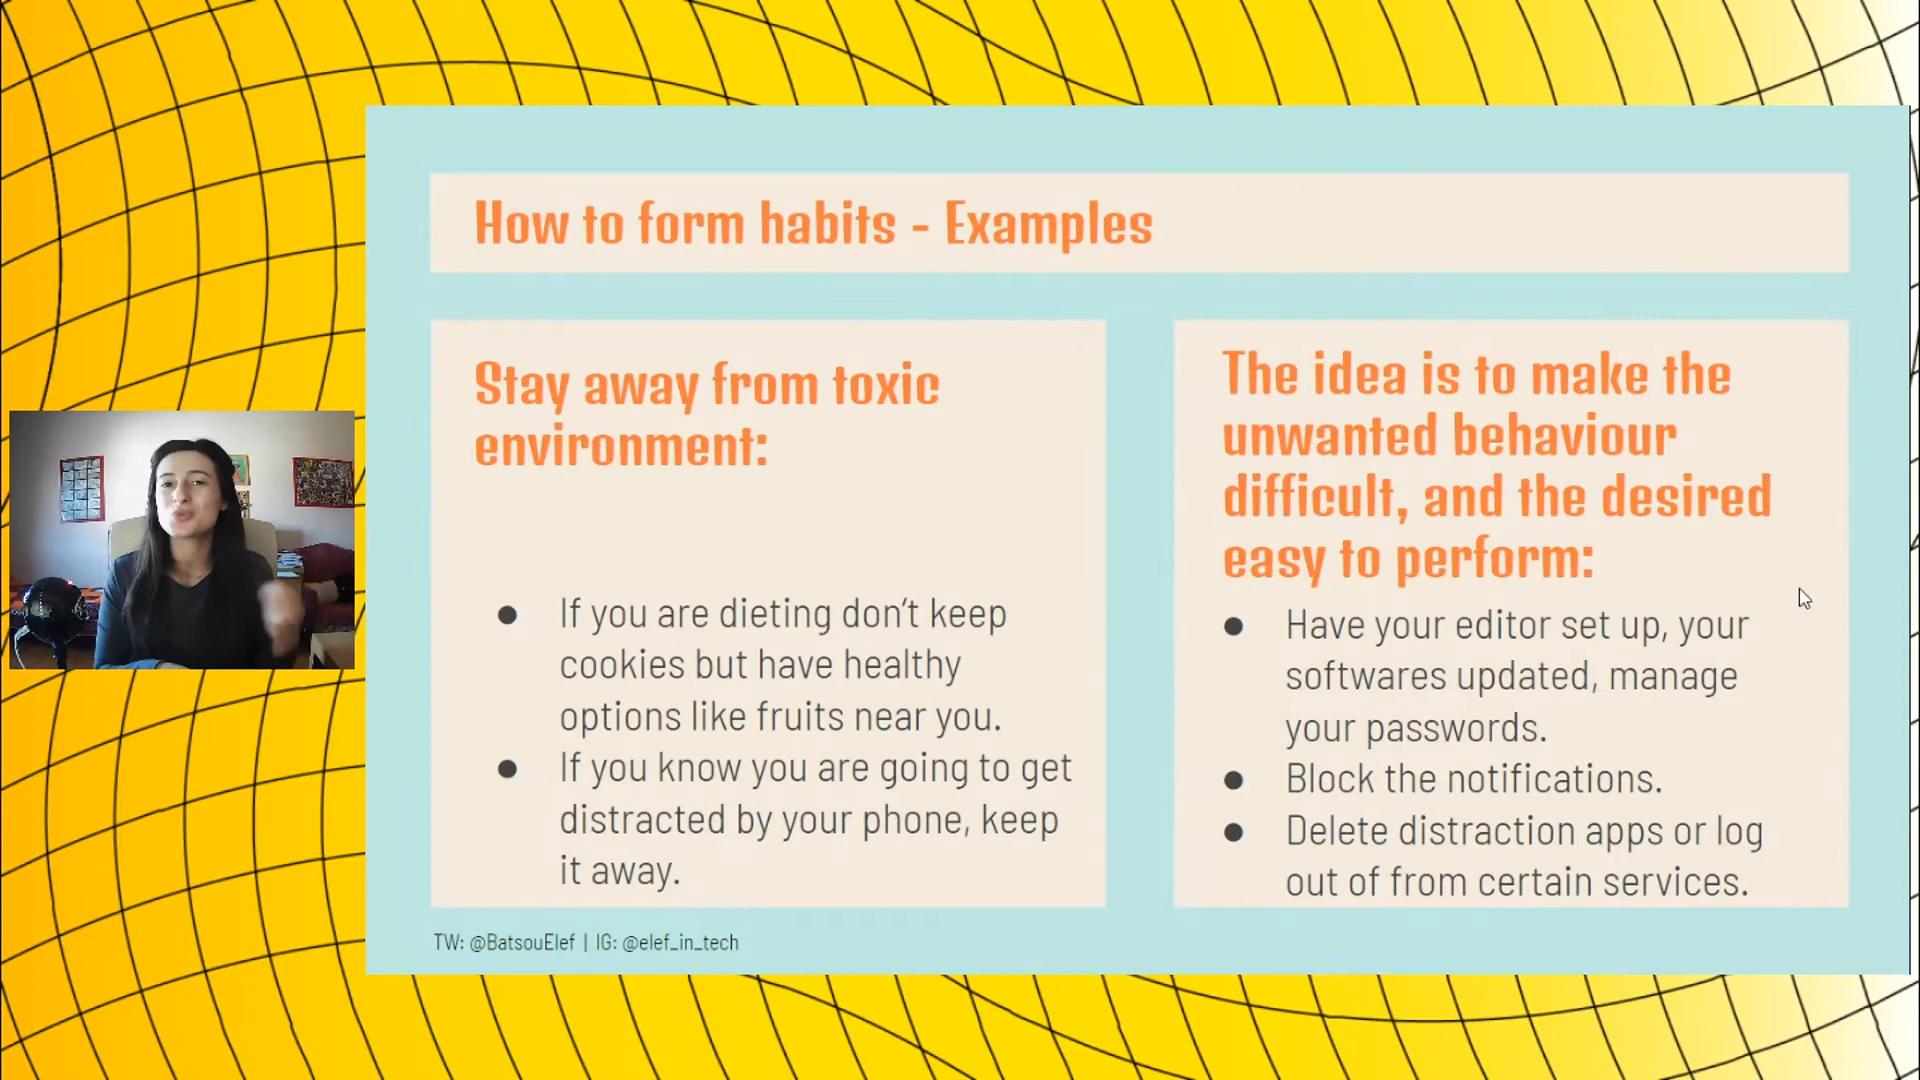 How to form habits - Examples
Stay away from toxic
environment:
If you are dieting don’t keep
cookies but have healthy
options like fruits near you.
If you know you are going to get
distracted by your phone, keep
it away.
The idea is to make the
unwanted behaviour
difficult, and the desired
easy to perform:
Have your editor set up, your
softwares updated, manage
your passwords.
Block the notifications.
Delete distraction apps or log
out of from certain services.
TW: @BatsouElef | IG: @elef_in_tech